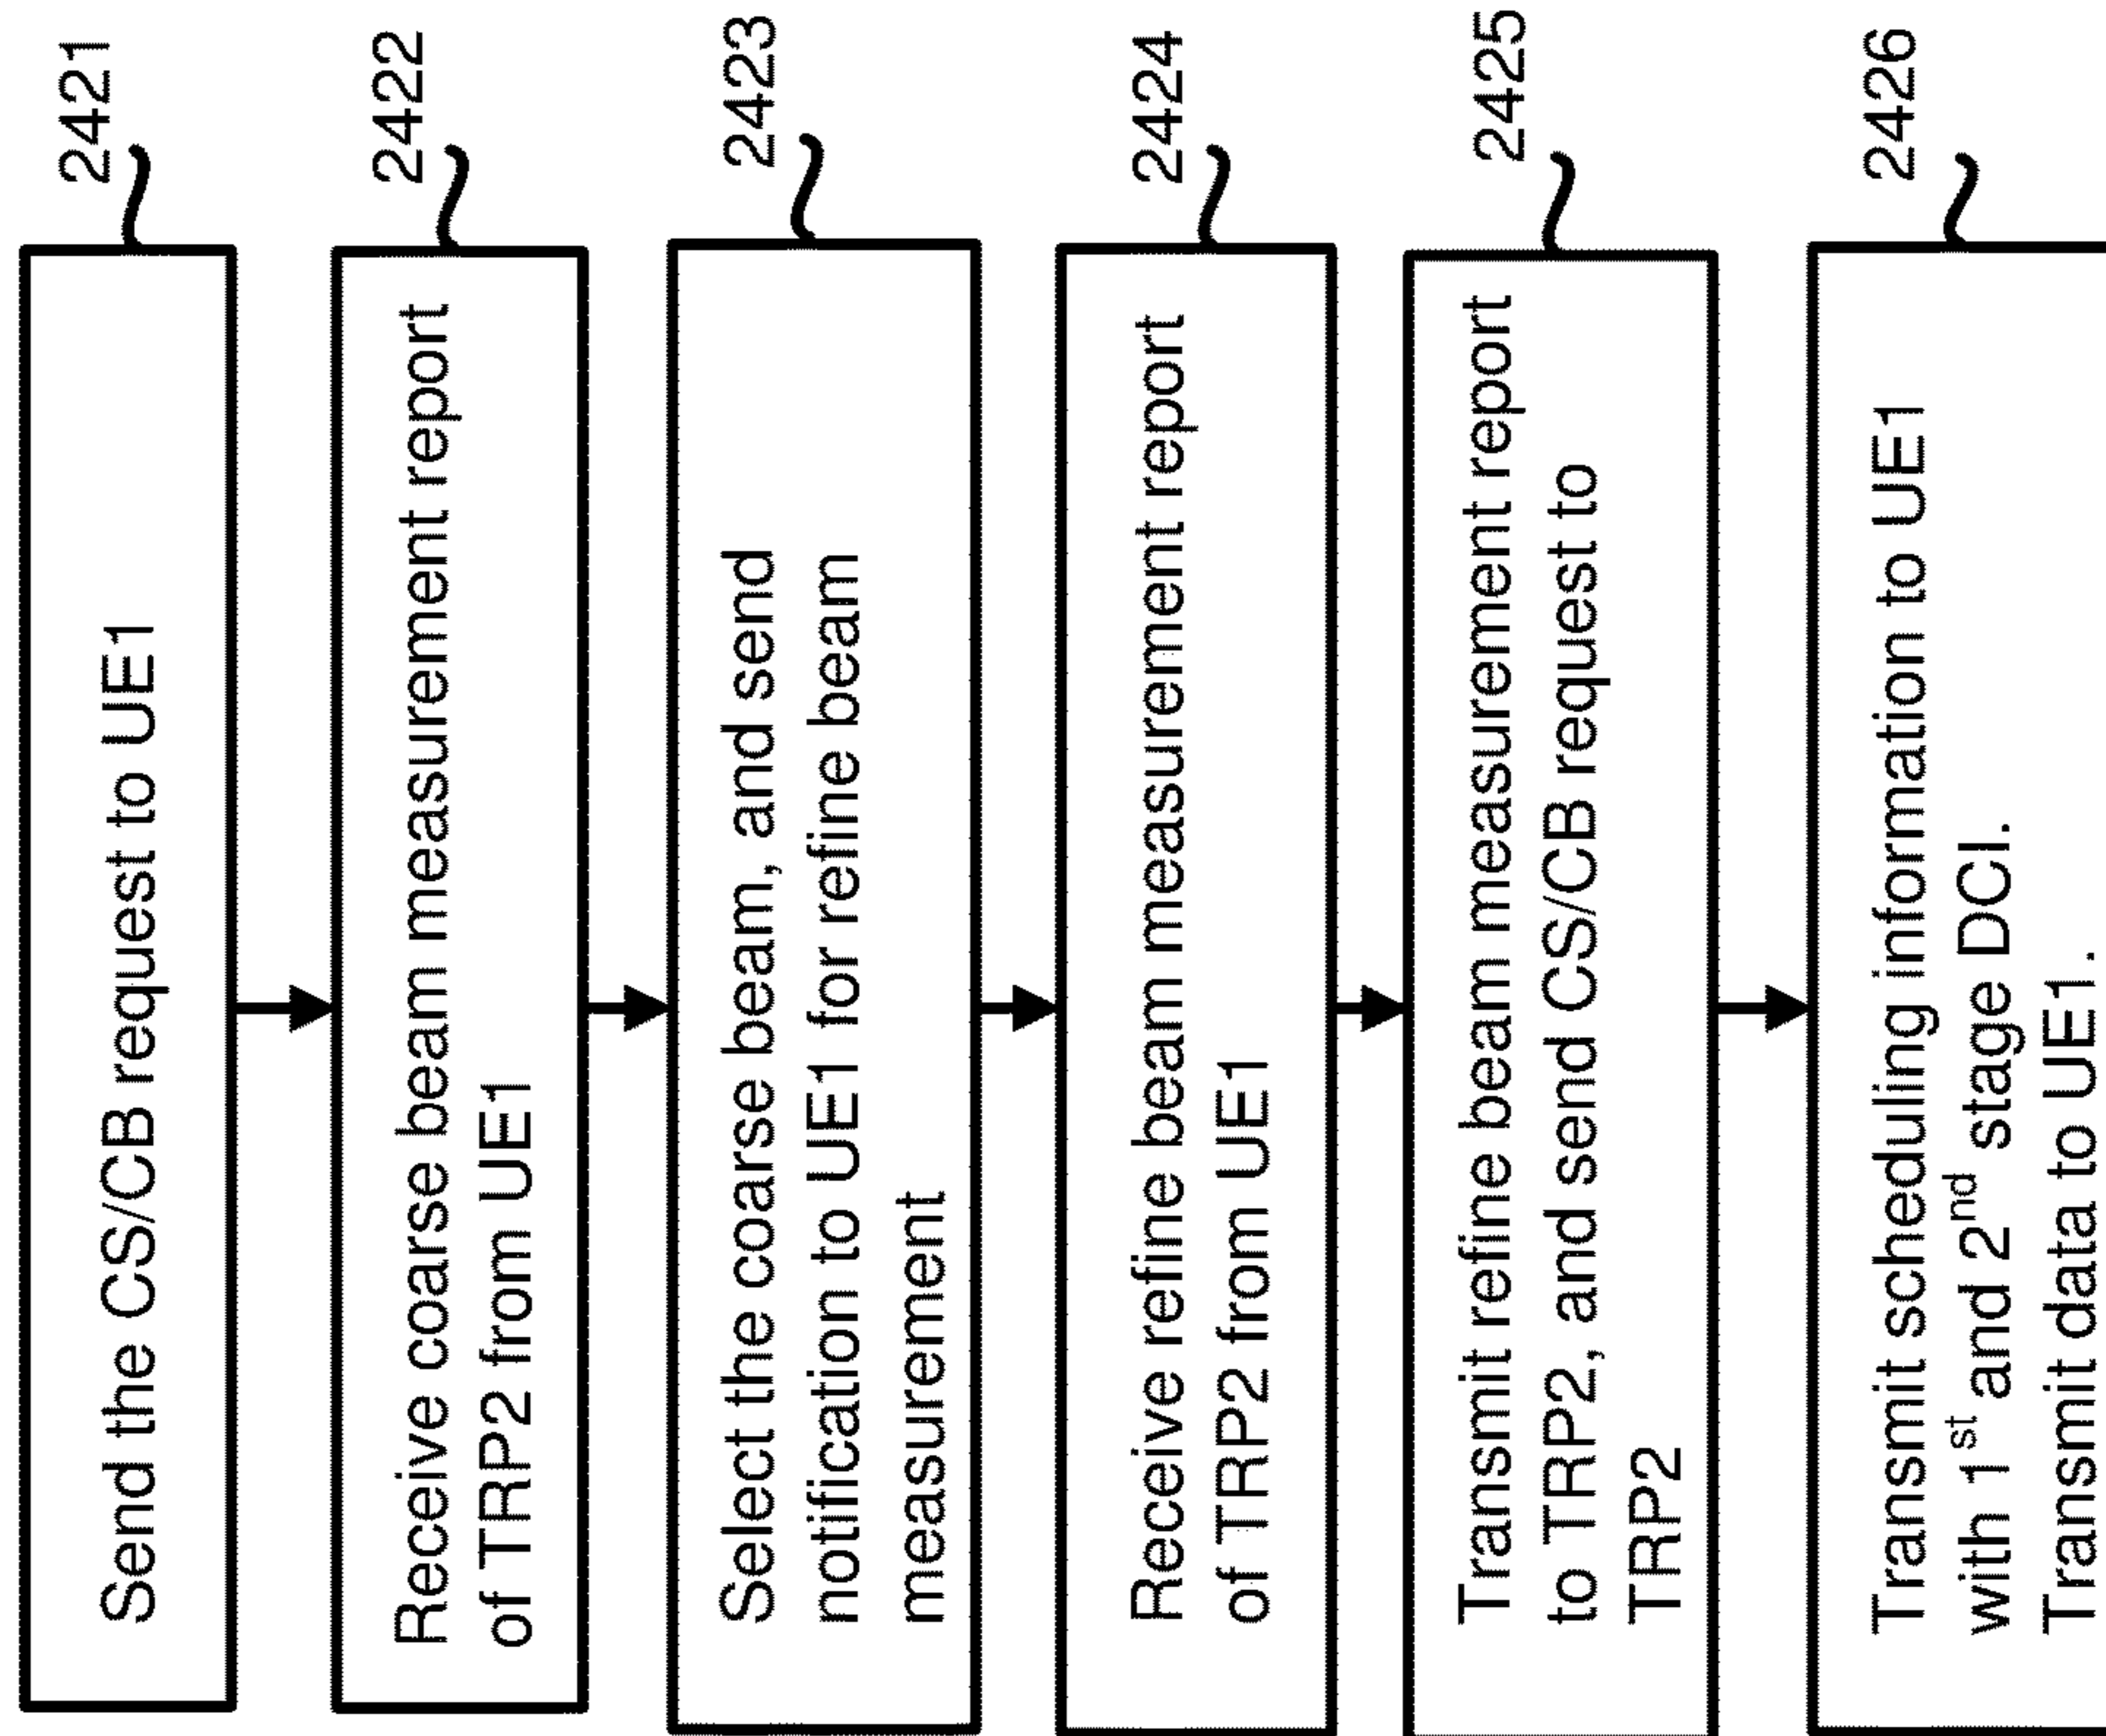 2421
Send the CS/CB request to UE1
2422
Receive coarse beam measurement report
of TRP2 from UE1
2423
Select the coarse beam, and send
notification to UE1 for refine beam
measurement
2424
Receive refine beam measurement report
of TRP2 from UE1
2425
Transmit refine beam measurement report
to TRP2, and send CS/CB request to
TRP2
2426
Transmit scheduling information to UE1
with 1st and 2nd stage DCI.
Transmit data to UE1.